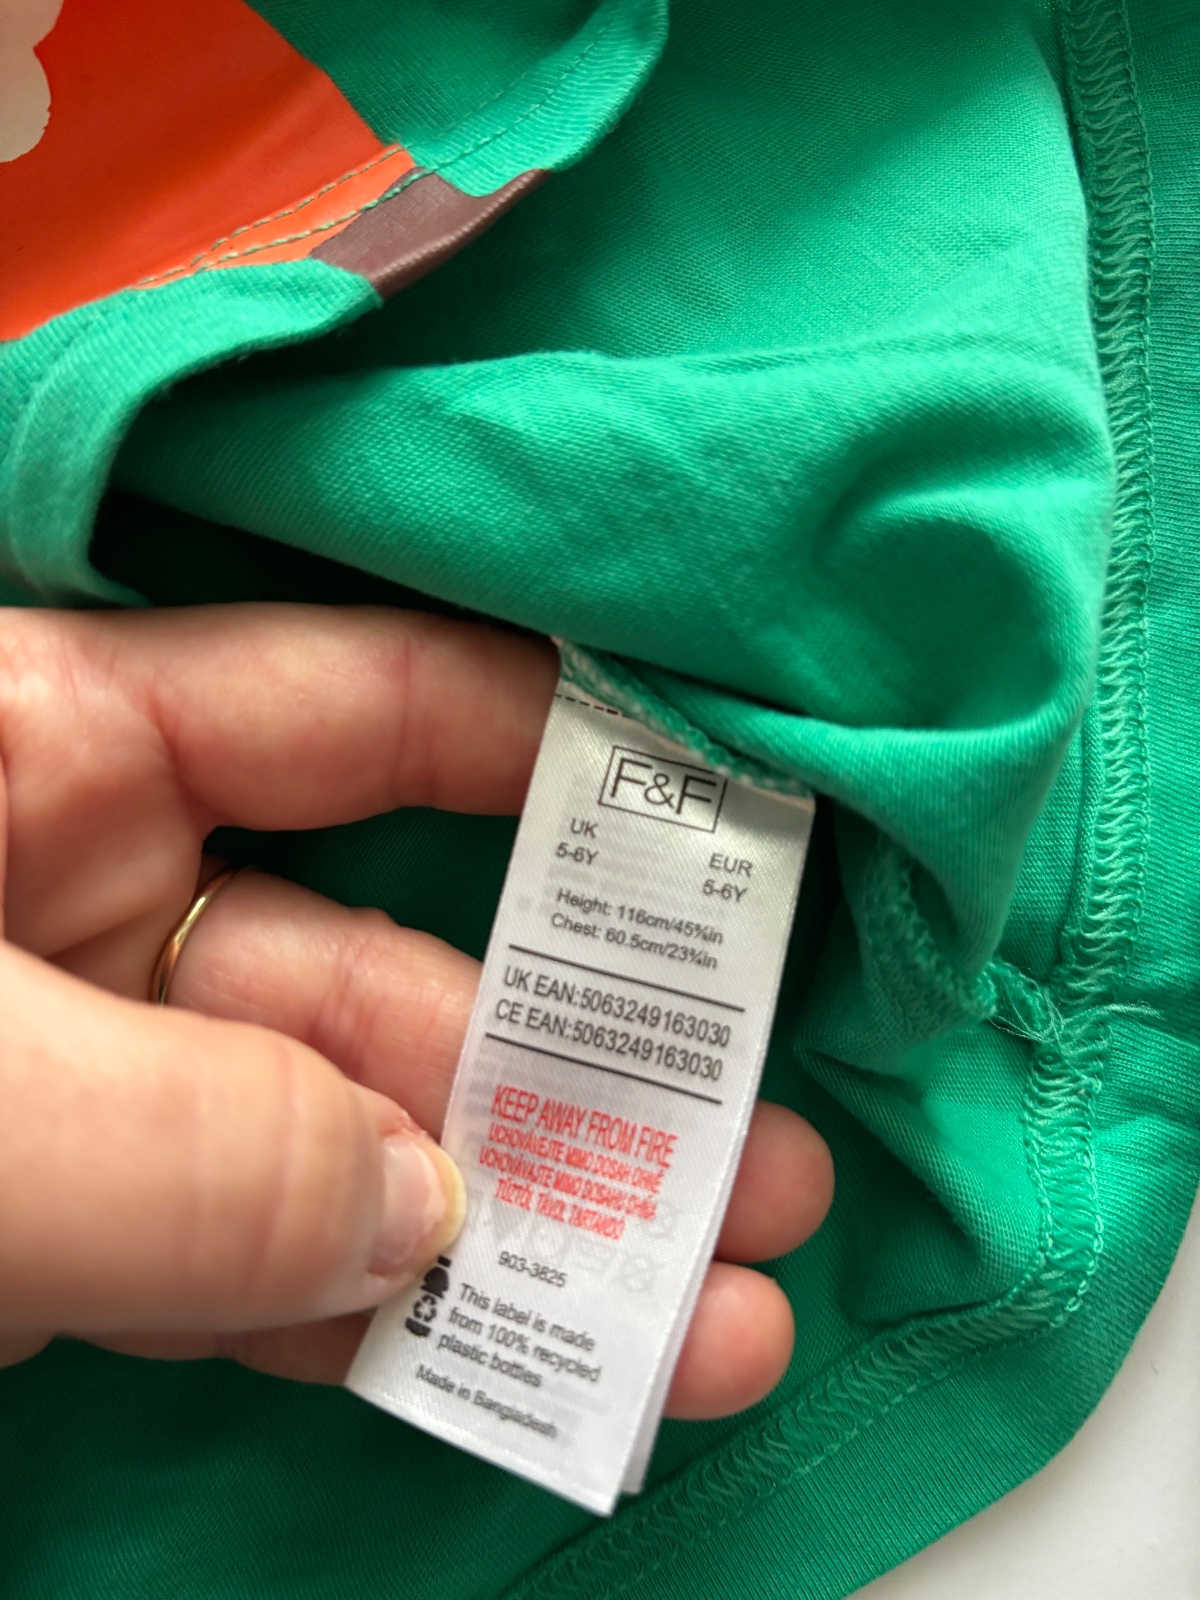 F&F
UK
5-6Y
EUR
5-6Y
Height: 116cm/45¾in
Chest: 60.5cm/23¾in
UK EAN:5063249163030
CE EAN:5063249163030
KEEP AWAY FROM FIRE
UCHOVÁVEJTE MIMO DOSAH OHNĚ
UCHOVÁVAJTE MIMO DOSAHU OHŇA
TŰZTŐL TÁVOL TARTANDÓ
903-3825
This label is made
from 100% recycled
plastic bottles
Made in Bangladesh